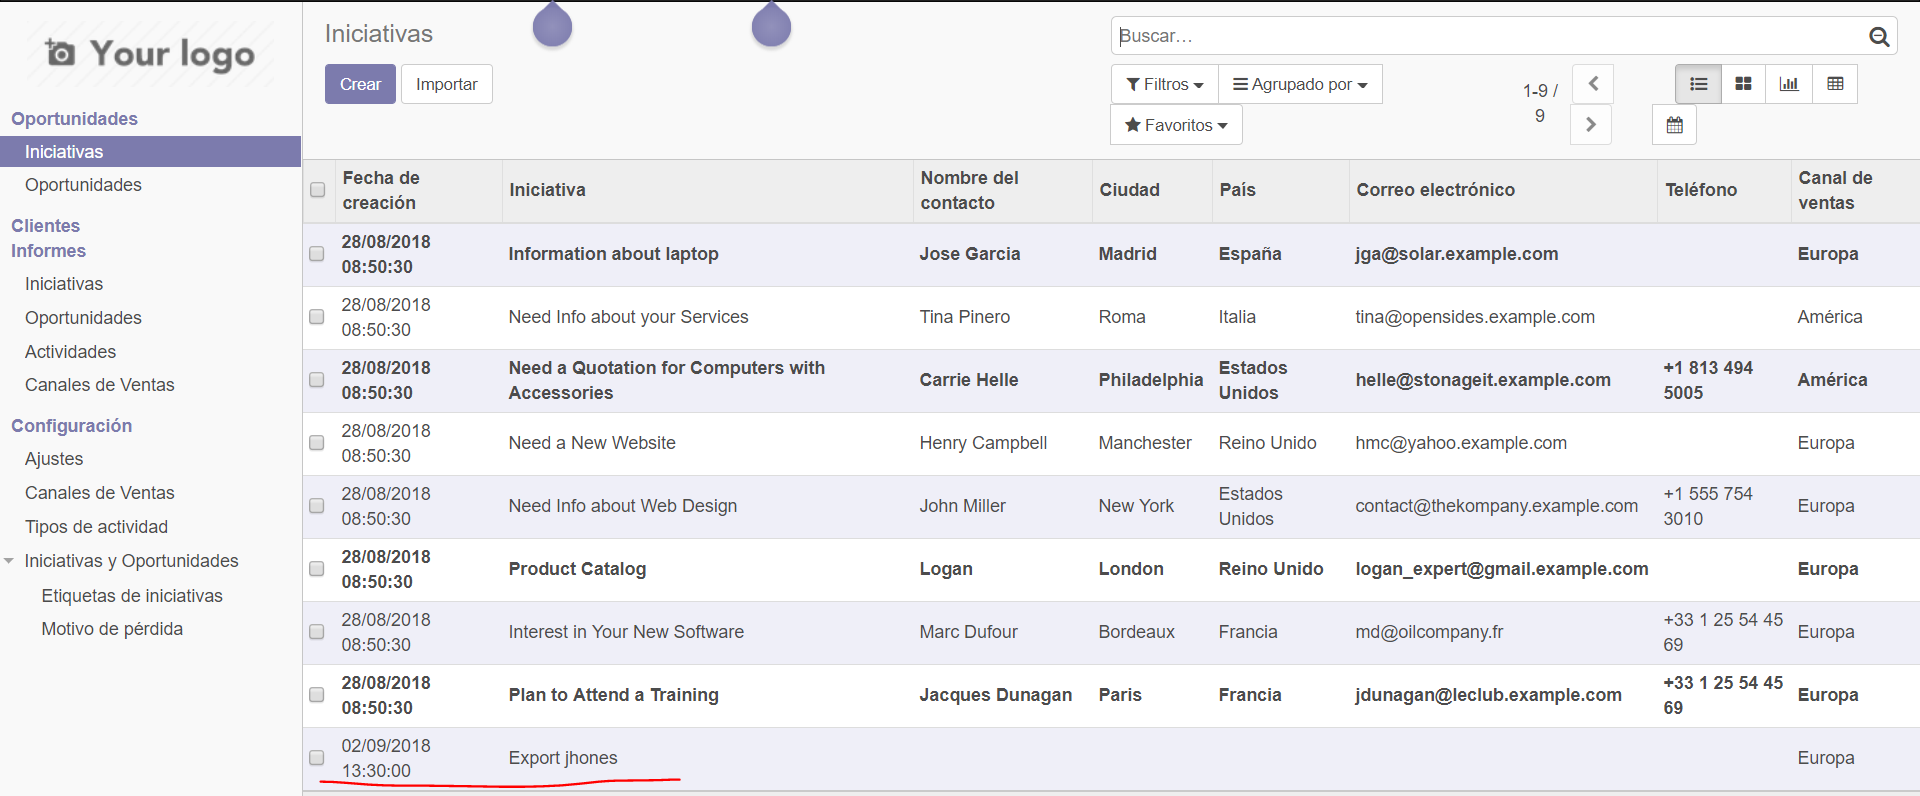 Your logo
Oportunidades
Iniciativas
Oportunidades
Clientes
Informes
Iniciativas
Oportunidades
Actividades
Canales de Ventas
Configuración
Ajustes
Canales de Ventas
Tipos de actividad
Iniciativas y Oportunidades
Etiquetas de iniciativas
Motivo de pérdida
Iniciativas
Buscar...
Crear Importar
Filtros Agrupado por
Favoritos
1-9 /
9
Fecha de creación Iniciativa Nombre del contacto Ciudad País Correo electrónico Teléfono Canal de ventas
28/08/2018 08:50:30 Information about laptop Jose Garcia Madrid España jga@solar.example.com Europa
28/08/2018 08:50:30 Need Info about your Services Tina Pinero Roma Italia tina@opensides.example.com América
28/08/2018 08:50:30 Need a Quotation for Computers with Accessories Carrie Helle Philadelphia Estados Unidos helle@stonageit.example.com +1 813 494 5005 América
28/08/2018 08:50:30 Need a New Website Henry Campbell Manchester Reino Unido hmc@yahoo.example.com Europa
28/08/2018 08:50:30 Need Info about Web Design John Miller New York Estados Unidos contact@thekompany.example.com +1 555 754 3010 Europa
28/08/2018 08:50:30 Product Catalog Logan London Reino Unido logan_expert@gmail.example.com Europa
28/08/2018 08:50:30 Interest in Your New Software Marc Dufour Bordeaux Francia md@oilcompany.fr +33 1 25 54 45 69 Europa
28/08/2018 08:50:30 Plan to Attend a Training Jacques Dunagan Paris Francia jdunagan@leclub.example.com +33 1 25 54 45 69 Europa
02/09/2018 13:30:00 Export jhones Europa